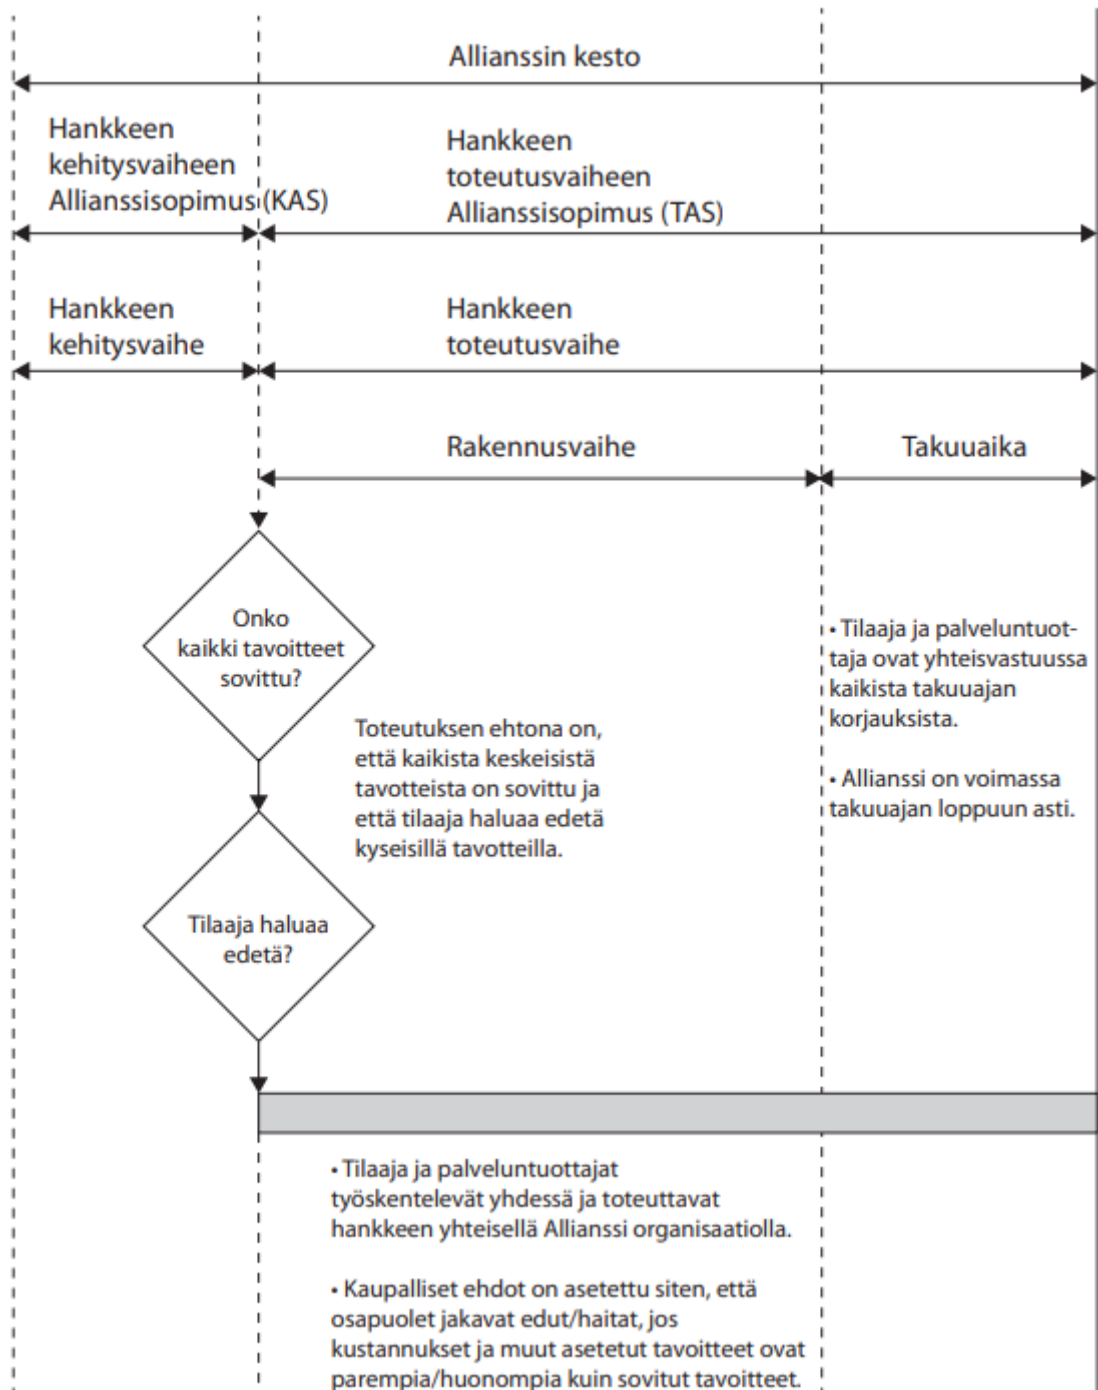 Allianssin kesto
Hankkeen
kehitysvaiheen
Allianssisopimus (KAS)
Hankkeen
toteutusvaiheen
Allianssisopimus (TAS)
Hankkeen
kehitysvaihe
Hankkeen
toteutusvaihe
Rakennusvaihe
Takuuaika
Onko
kaikki tavoitteet
sovittu?
Toteutuksen ehtona on,
että kaikista keskeisistä
tavotteista on sovittu ja
että tilaaja haluaa edetä
kyseisillä tavotteilla.
• Tilaaja ja palveluntuot-
taja ovat yhteisvastuussa
kaikista takuuajan
korjauksista.
• Allianssi on voimassa
takuuajan loppuun asti.
Tilaaja haluaa
edetä?
• Tilaaja ja palveluntuottajat
työskentelevät yhdessä ja toteuttavat
hankkeen yhteisellä Allianssi organisaatiolla.
• Kaupalliset ehdot on asetettu siten, että
osapuolet jakavat edut/haitat, jos
kustannukset ja muut asetetut tavoitteet ovat
parempia/huonompia kuin sovitut tavoitteet.